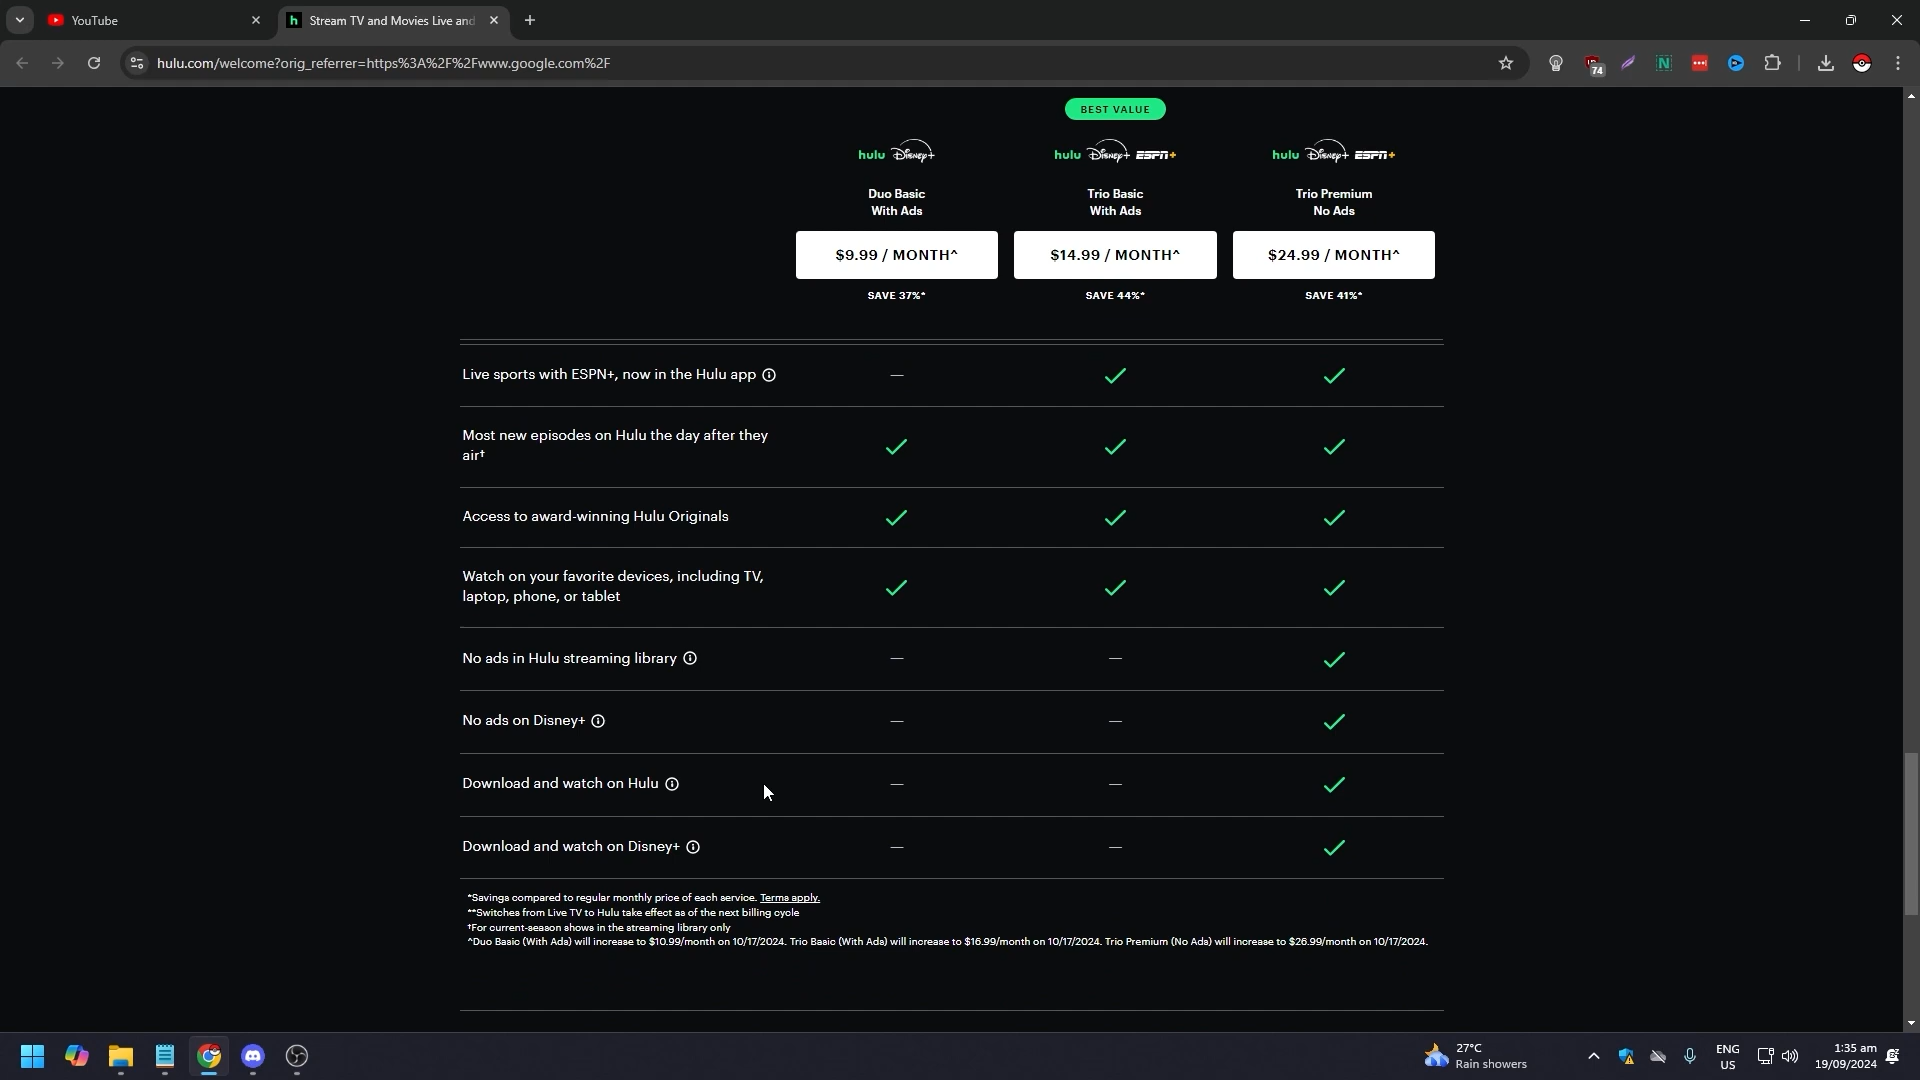 YouTube
h Stream TV and Movies Live and
hulu.com/welcome?orig_referrer=https%3A%2F%2Fwww.google.com%2F
74
N
BEST VALUE
hulu Disney+
hulu Disney+ ESPN+
hulu Disney+ ESPN+
Duo Basic
With Ads
Trio Basic
With Ads
Trio Premium
No Ads
$9.99 / MONTH^
$14.99 / MONTH^
$24.99 / MONTH^
SAVE 37%*
SAVE 44%*
SAVE 41%*
Live sports with ESPN+, now in the Hulu app
Most new episodes on Hulu the day after they
air†
Access to award-winning Hulu Originals
Watch on your favorite devices, including TV,
laptop, phone, or tablet
No ads in Hulu streaming library
No ads on Disney+
Download and watch on Hulu
Download and watch on Disney+
*Savings compared to regular monthly price of each service. Terms apply.
**Switches from Live TV to Hulu take effect as of the next billing cycle
†For current-season shows in the streaming library only
^Duo Basic (With Ads) will increase to $10.99/month on 10/17/2024. Trio Basic (With Ads) will increase to $16.99/month on 10/17/2024. Trio Premium (No Ads) will increase to $26.99/month on 10/17/2024.
27°C
Rain showers
ENG
US
1:35 am
19/09/2024